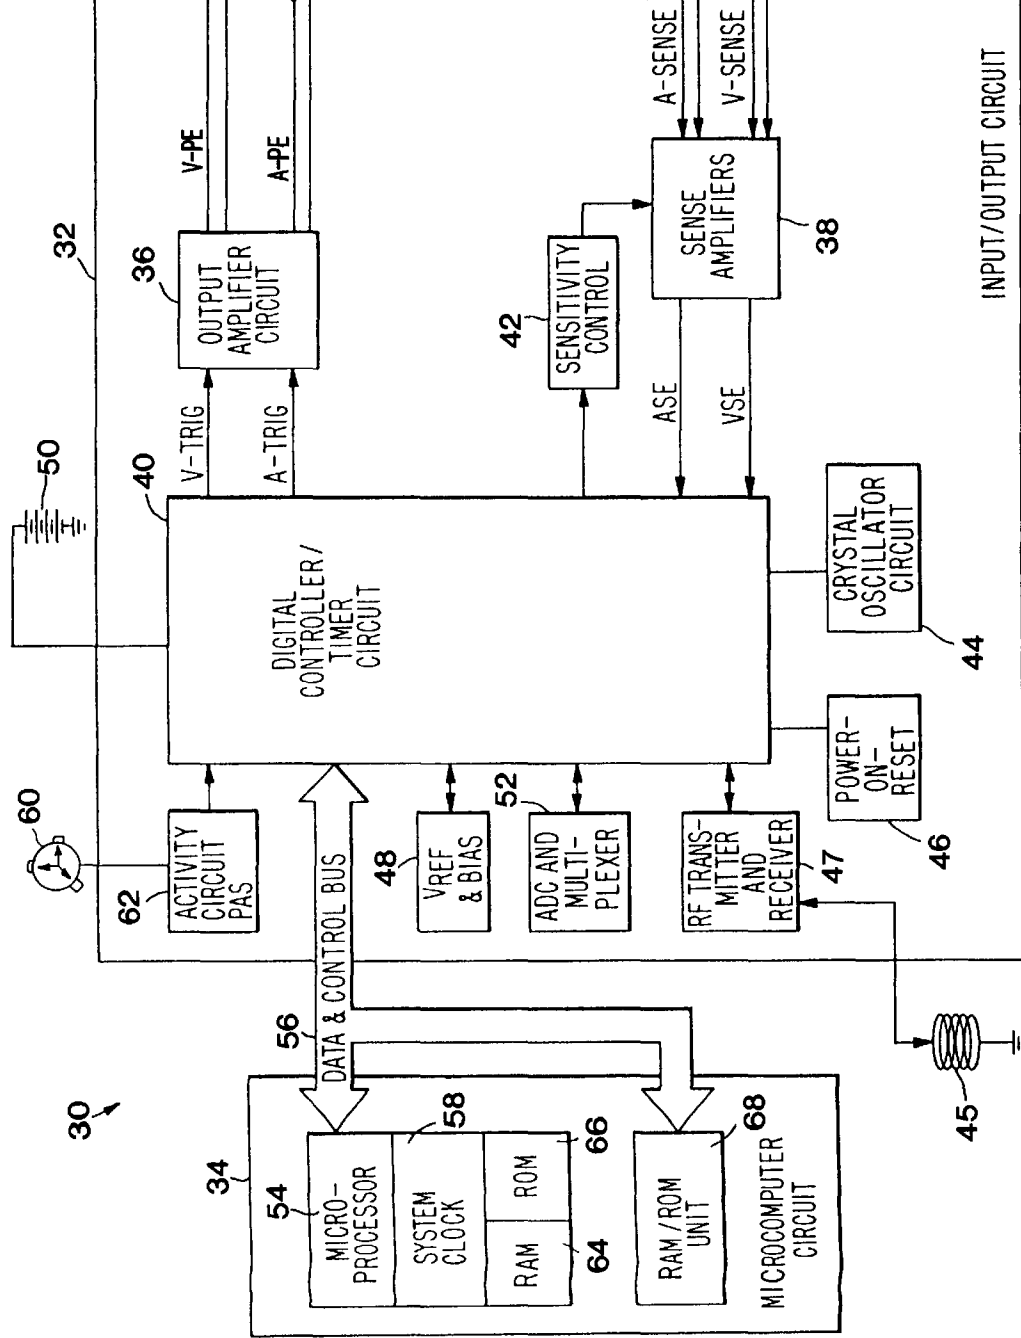 30
34
54
MICRO-
PROCESSOR
58
SYSTEM
CLOCK
66
ROM
RAM
64
68
RAM/ROM
UNIT
MICROCOMPUTER
CIRCUIT
56
DATA & CONTROL BUS
45
60
62
ACTIVITY
CIRCUIT
PAS
48
VREF
& BIAS
52
ADC AND
MULTI-
PLEXER
RF TRANS-
MITTER
AND
RECEIVER
47
POWER-
ON-
RESET
46
50
40
DIGITAL
CONTROLLER/
TIMER
CIRCUIT
CRYSTAL
OSCILLATOR
CIRCUIT
44
V-TRIG
A-TRIG
36
OUTPUT
AMPLIFIER
CIRCUIT
42
SENSITIVITY
CONTROL
ASE
VSE
32
V-PE
A-PE
SENSE
AMPLIFIERS
38
A-SENSE
V-SENSE
INPUT/OUTPUT CIRCUIT